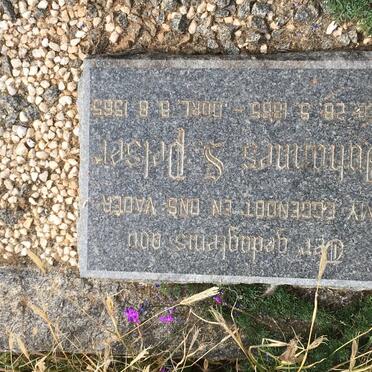 Ter gedagtenis aan
MY EGGENOOT EN ONS VADER
Johannes S. Pelser
28. 5. 1885 – OORL. 8. 8. 1965